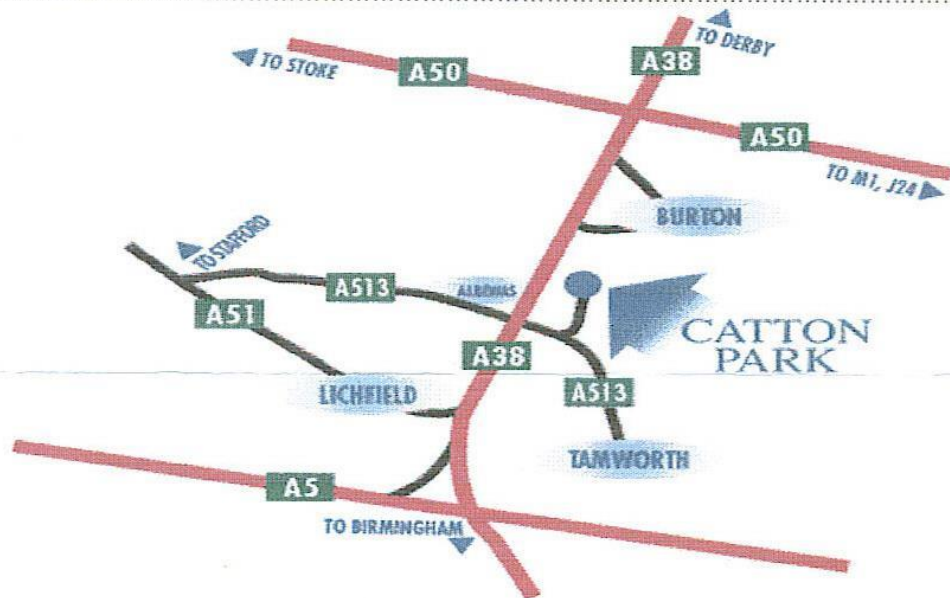 TO DERBY
A38
TO STOKE
A50
A50
TO M1, J24
BURTON
TO STAFFORD
A513
A51
CATTON
PARK
A38
LICHFIELD
A513
TAMWORTH
A5
TO BIRMINGHAM